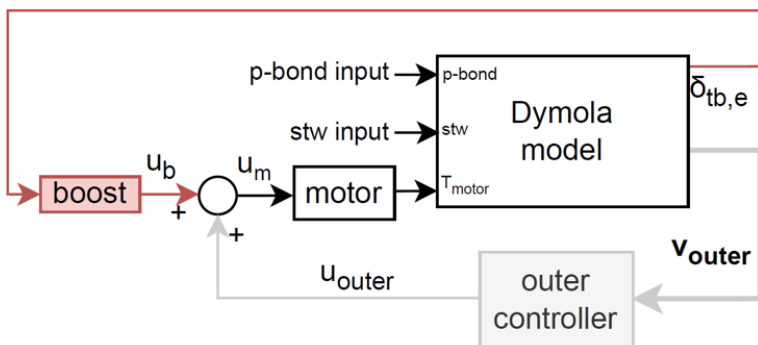 p-bond input
p-bond
δtb,e
Dymola
model
stw input
stw
ub
um
boost
motor
Tmotor
+
+
vouter
uouter
outer
controller